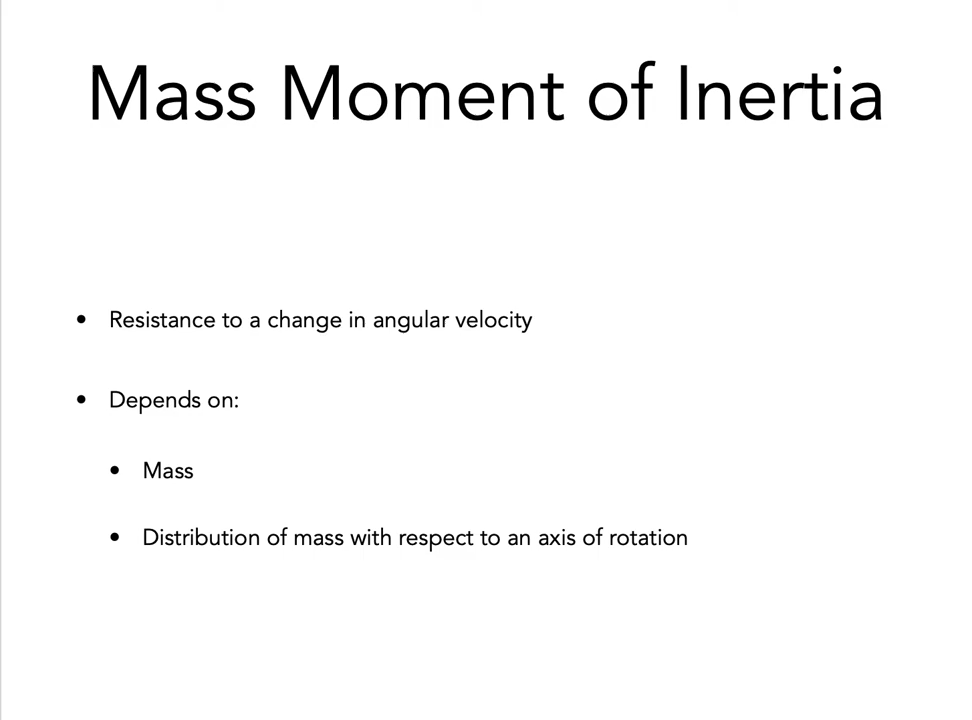 Mass Moment of Inertia
• Resistance to a change in angular velocity
• Depends on:
• Mass
• Distribution of mass with respect to an axis of rotation